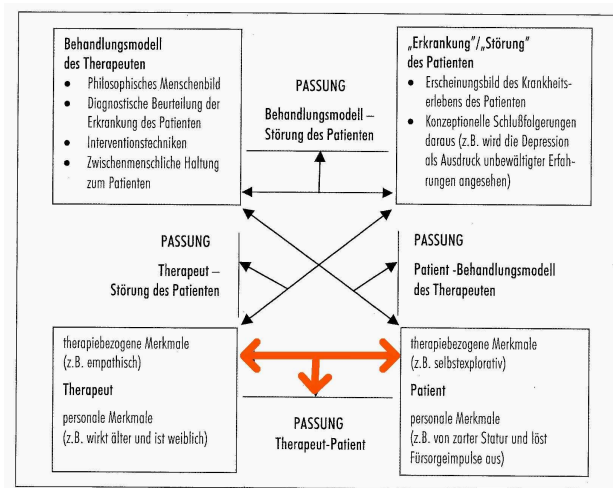 Behandlungsmodell
des Therapeuten
• Philosophisches Menschenbild
• Diagnostische Beurteilung der
Erkrankung des Patienten
• Interventionstechniken
• Zwischenmenschliche Haltung
zum Patienten
PASSUNG
Behandlungsmodell –
Störung des Patienten
„Erkrankung"/„Störung"
des Patienten
• Erscheinungsbild des Krankheits-
erlebens des Patienten
• Konzeptionelle Schlußfolgerungen
daraus (z.B. wird die Depression
als Ausdruck unbewältigter Erfah-
rungen angesehen)
PASSUNG
Therapeut –
Störung des Patienten
PASSUNG
Patient -Behandlungsmodell
des Therapeuten
therapiebezogene Merkmale
(z.B. empathisch)
Therapeut
personale Merkmale
(z.B. wirkt älter und ist weiblich)
PASSUNG
Therapeut-Patient
therapiebezogene Merkmale
(z.B. selbstexplorativ)
Patient
personale Merkmale
(z.B. von zarter Statur und löst
Fürsorgeimpulse aus)